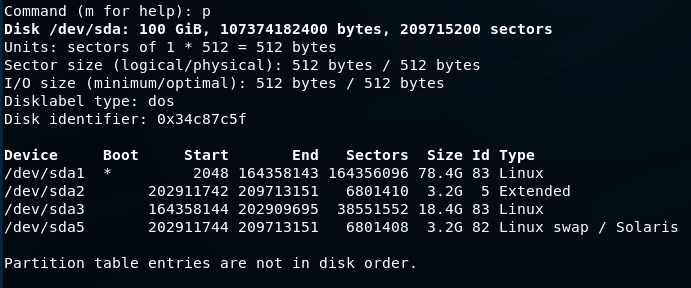 Command (m for help): p
Disk /dev/sda: 100 GiB, 107374182400 bytes, 209715200 sectors
Units: sectors of 1 * 512 = 512 bytes
Sector size (logical/physical): 512 bytes / 512 bytes
I/O size (minimum/optimal): 512 bytes / 512 bytes
Disklabel type: dos
Disk identifier: 0x34c87c5f
Device     Boot     Start       End   Sectors  Size Id Type
/dev/sda1  *         2048 164358143 164356096 78.4G 83 Linux
/dev/sda2       202911742 209713151   6801410  3.2G  5 Extended
/dev/sda3       164358144 202909695  38551552 18.4G 83 Linux
/dev/sda5       202911744 209713151   6801408  3.2G 82 Linux swap / Solaris
Partition table entries are not in disk order.